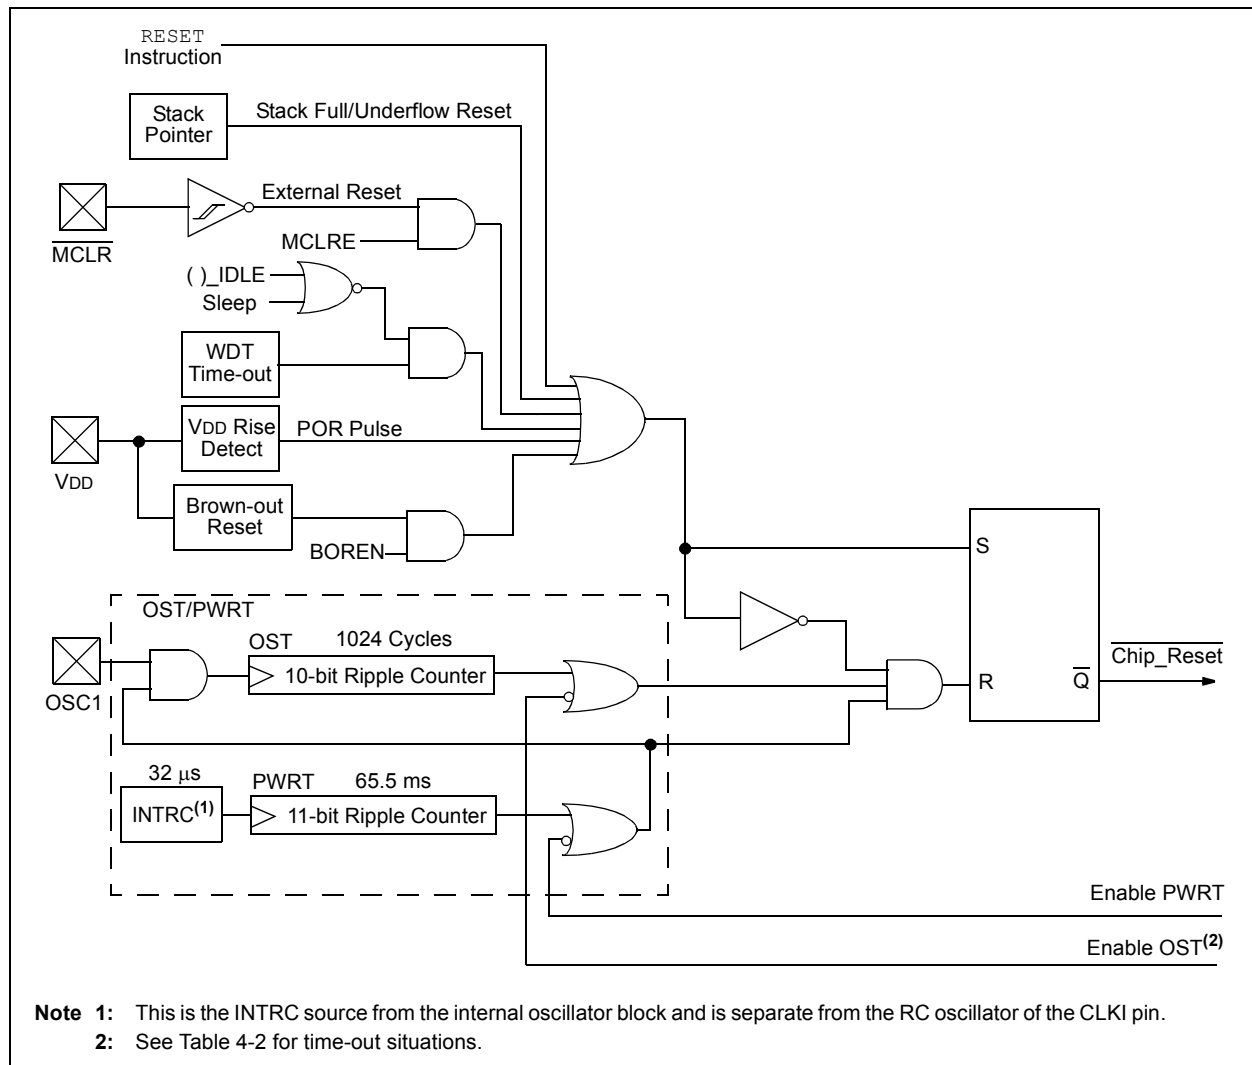 RESET
Instruction
Stack
Pointer
Stack Full/Underflow Reset
External Reset
MCLR
MCLRE
( )_IDLE
Sleep
WDT
Time-out
VDD Rise
Detect
POR Pulse
VDD
Brown-out
Reset
BOREN
S
OST/PWRT
OST
1024 Cycles
10-bit Ripple Counter
OSC1
R
Q
Chip_Reset
32 μs
PWRT
65.5 ms
INTRC(1)
11-bit Ripple Counter
Enable PWRT
Enable OST(2)
Note 1: This is the INTRC source from the internal oscillator block and is separate from the RC oscillator of the CLKI pin.
2: See Table 4-2 for time-out situations.